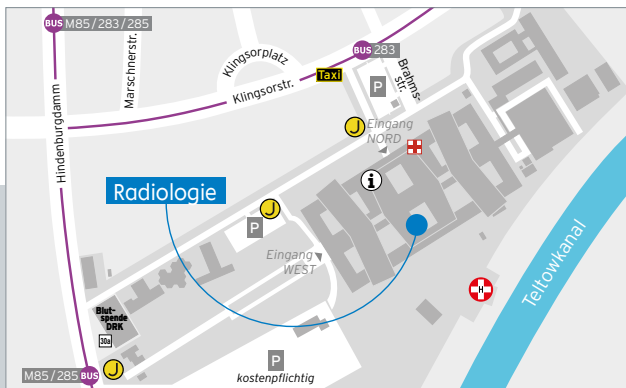 BUS M85/283/285
Marschnerstr.
Klingsorplatz
BUS 283
Taxi
Klingsorstr.
P
Brahms-
str.
Hindenburgdamm
J
Eingang
NORD
i
Radiologie
J
P
Eingang
WEST
Teltowkanal
H
Blut-
spende
DRK
30a
P
kostenpflichtig
M85/285 BUS
J